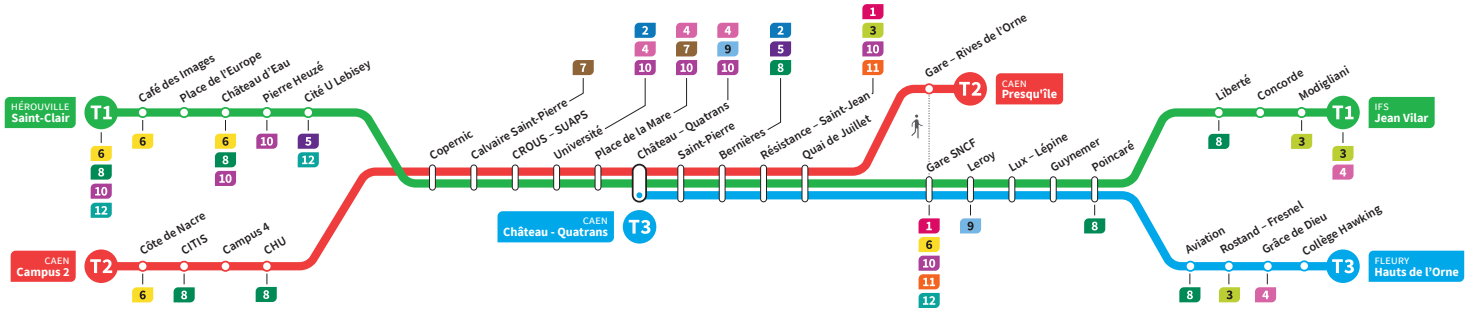 HÉROUVILLE
Saint-Clair
T1
6
8
10
12
Café des Images
6
Place de l'Europe
Château d'Eau
6
8
10
Pierre Heuzé
10
Cité U Lebisey
5
12
CAEN
Campus 2
T2
Côte de Nacre
6
CITIS
8
Campus 4
CHU
8
Copernic
Calvaire Saint-Pierre
7
CROUS – SUAPS
Université
2
4
10
Place de la Mare
4
7
10
Château – Quatrans
4
9
10
CAEN
Château - Quatrans
T3
Saint-Pierre
Bernières
2
5
8
Résistance – Saint-Jean
1
3
10
11
Quai de Juillet
Gare – Rives de l'Orne
T2
CAEN
Presqu'île
Gare SNCF
1
6
10
11
12
Leroy
9
Lux – Lépine
Guynemer
Poincaré
8
Liberté
8
Concorde
Modigliani
3
T1
3
4
IFS
Jean Vilar
Aviation
8
Rostand – Fresnel
3
Grâce de Dieu
4
Collège Hawking
T3
FLEURY
Hauts de l'Orne